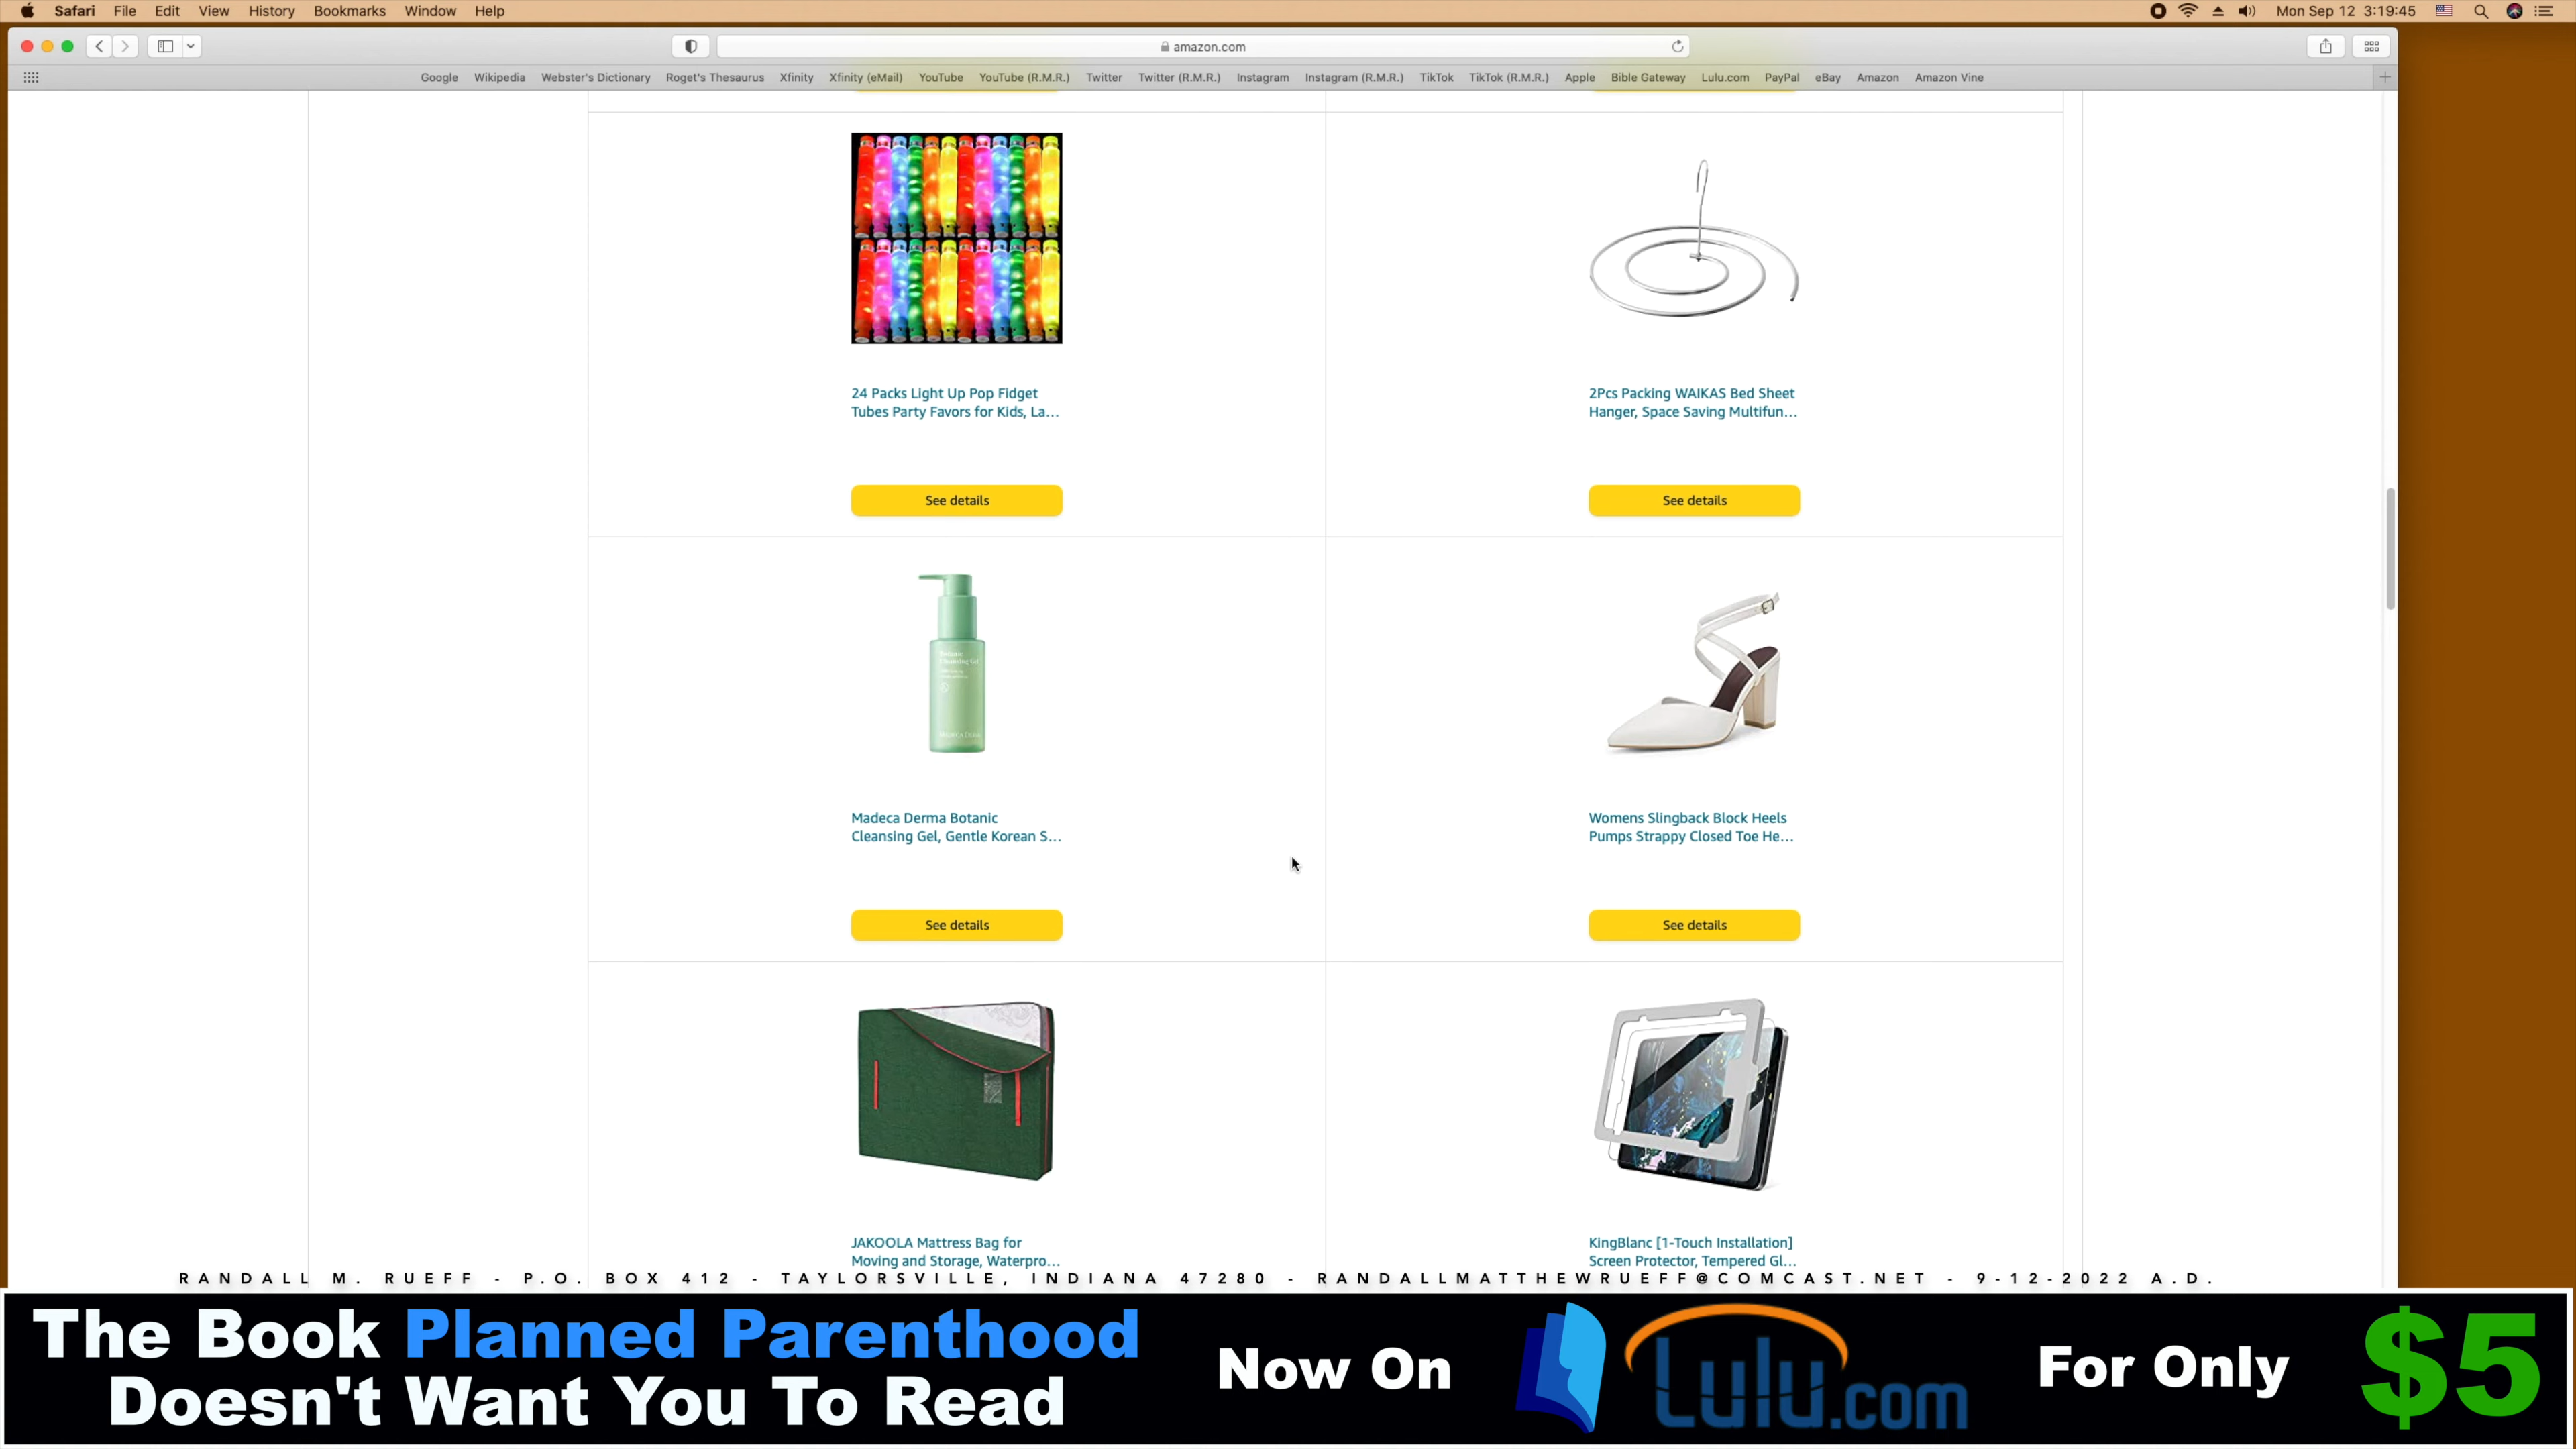 Safari File Edit View History Bookmarks Window Help Mon Sep 12 3:19:45
amazon.com
Google Wikipedia Webster's Dictionary Roget's Thesaurus Xfinity Xfinity (eMail) YouTube YouTube (R.M.R.) Twitter Twitter (R.M.R.) Instagram Instagram (R.M.R.) TikTok TikTok (R.M.R.) Apple Bible Gateway Lulu.com PayPal eBay Amazon Amazon Vine
24 Packs Light Up Pop Fidget
Tubes Party Favors for Kids, La...
See details
2Pcs Packing WAIKAS Bed Sheet
Hanger, Space Saving Multifun...
See details
Botanic
Cleansing Gel
MADECA DERMA
Madeca Derma Botanic
Cleansing Gel, Gentle Korean S...
See details
Womens Slingback Block Heels
Pumps Strappy Closed Toe He...
See details
JAKOOLA Mattress Bag for
Moving and Storage, Waterpro...
KingBlanc [1-Touch Installation]
Screen Protector, Tempered Gl...
RANDALL M. RUEFF - P.O. BOX 412 - TAYLORSVILLE, INDIANA 47280 - RANDALLMATTHEWRUEFF@COMCAST.NET - 9-12-2022 A.D.
The Book Planned Parenthood
Doesn't Want You To Read
Now On
Lulu.com
For Only
$5